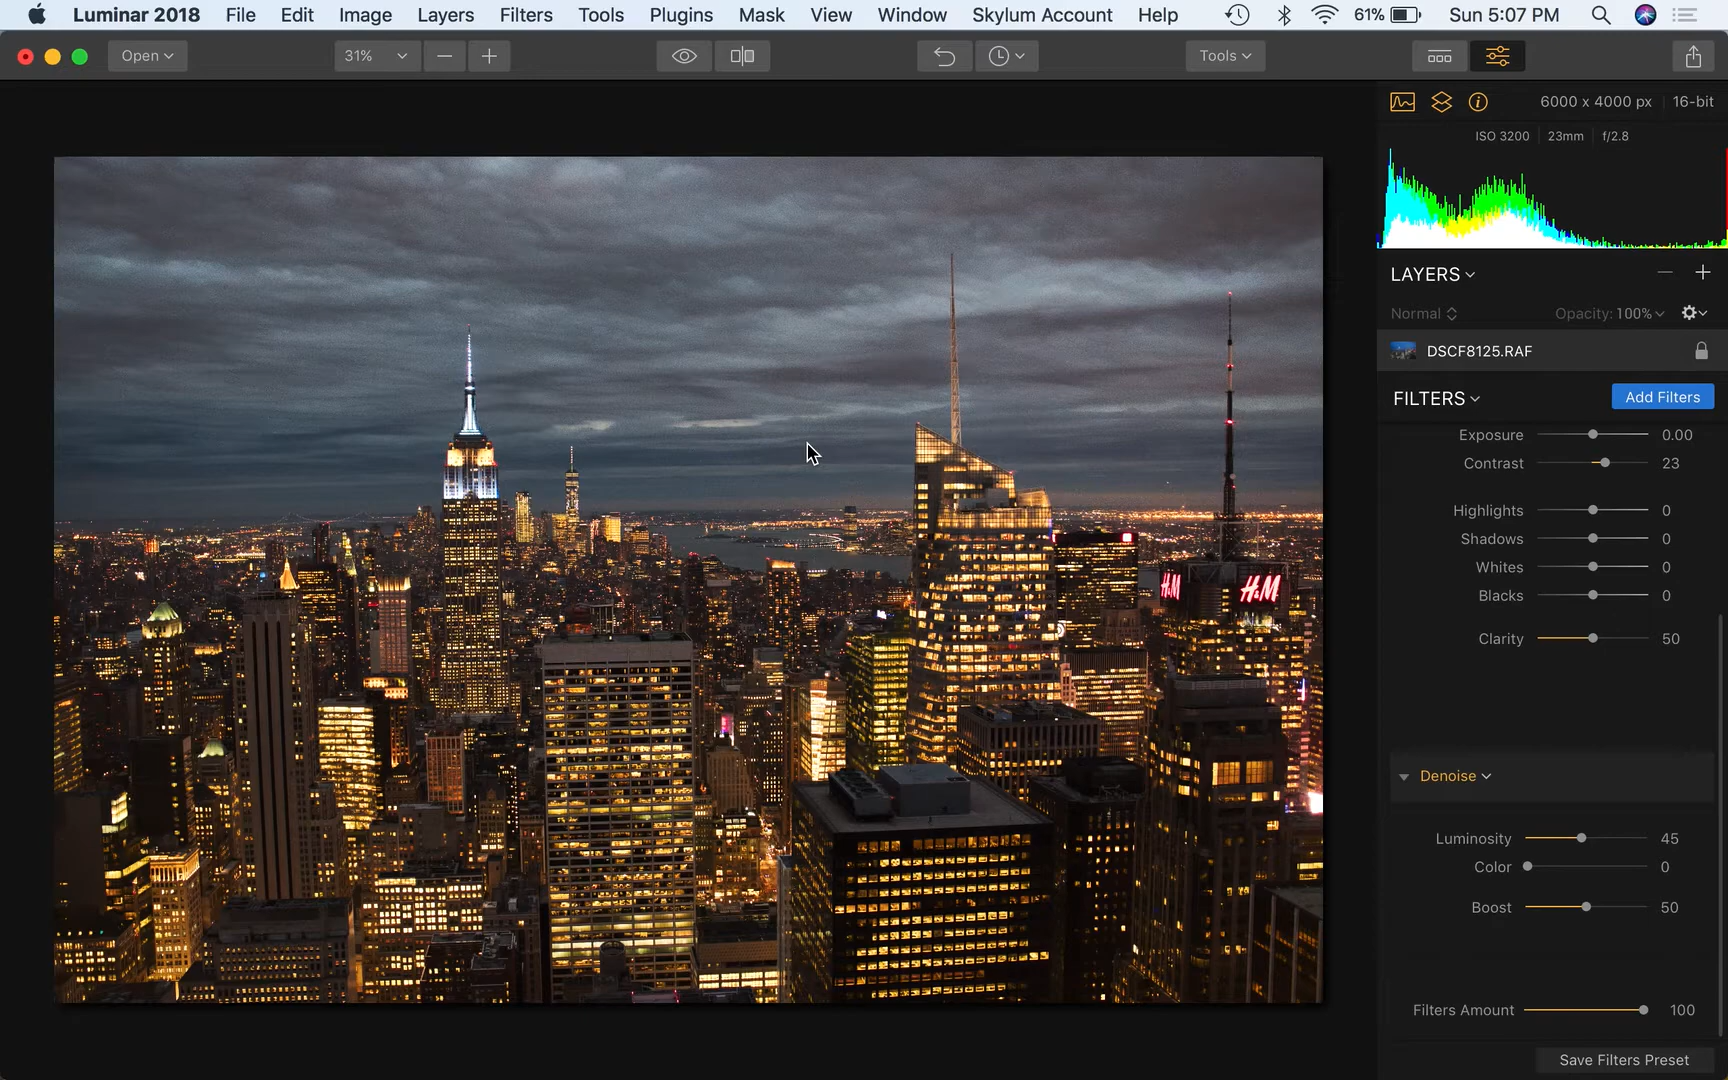 Luminar 2018 File Edit Image Layers Filters Tools Plugins Mask View Window Skylum Account Help 61% Sun 5:07 PM
Open 31% Tools
6000 x 4000 px 16-bit
ISO 3200 23mm f/2.8
LAYERS
Normal Opacity: 100%
DSCF8125.RAF
FILTERS Add Filters
Exposure 0.00
Contrast 23
Highlights 0
Shadows 0
Whites 0
Blacks 0
Clarity 50
H&M H&M
Denoise
Luminosity 45
Color 0
Boost 50
Filters Amount 100
Save Filters Preset